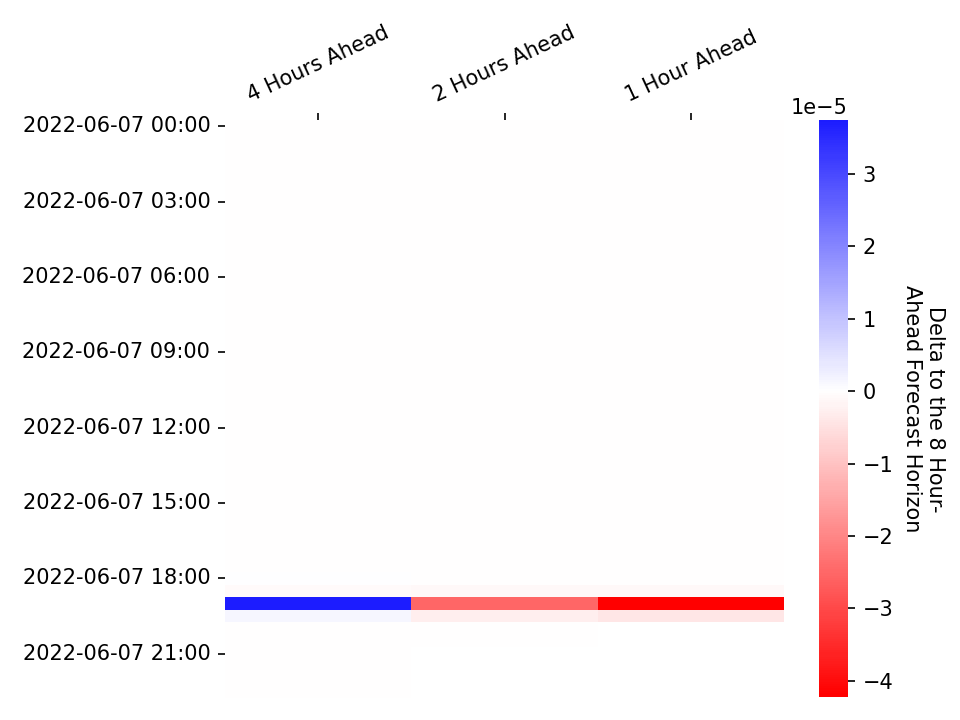 4 Hours Ahead
2 Hours Ahead
1 Hour Ahead
2022-06-07 00:00
2022-06-07 03:00
2022-06-07 06:00
2022-06-07 09:00
2022-06-07 12:00
2022-06-07 15:00
2022-06-07 18:00
2022-06-07 21:00
1e−5
3
2
1
0
−1
−2
−3
−4
Delta to the 8 Hour-
Ahead Forecast Horizon